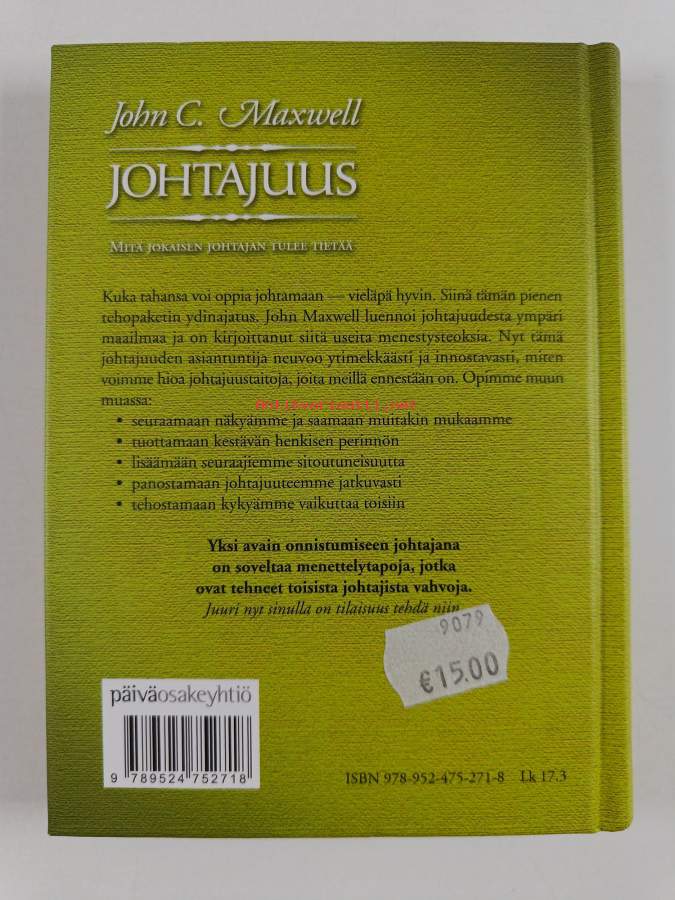 John C. Maxwell
JOHTAJUUS
MITÄ JOKAISEN JOHTAJAN TULEE TIETÄÄ
Kuka tahansa voi oppia johtamaan — vieläpä hyvin. Siinä tämän pienen
tehopaketin ydinajatus. John Maxwell luennoi johtajuudesta ympäri
maailmaa ja on kirjoittanut siitä useita menestysteoksia. Nyt tämä
johtajuuden asiantuntija neuvoo ytimekkäästi ja innostavasti, miten
voimme hioa johtajuustaitoja, joita meillä ennestään on. Opimme muun
muassa:
• seuraamaan näkyämme ja saamaan muitakin mukaamme
• tuottamaan kestävän henkisen perinnön
• lisäämään seuraajiemme sitoutuneisuutta
• panostamaan johtajuuteemme jatkuvasti
• tehostamaan kykyämme vaikuttaa toisiin
Yksi avain onnistumiseen johtajana
on soveltaa menettelytapoja, jotka
ovat tehneet toisista johtajista vahvoja.
Juuri nyt sinulla on tilaisuus tehdä niin.
9079
€15.00
päiväosakeyhtiö
9 789524 752718
ISBN 978-952-475-271-8 Lk 17.3